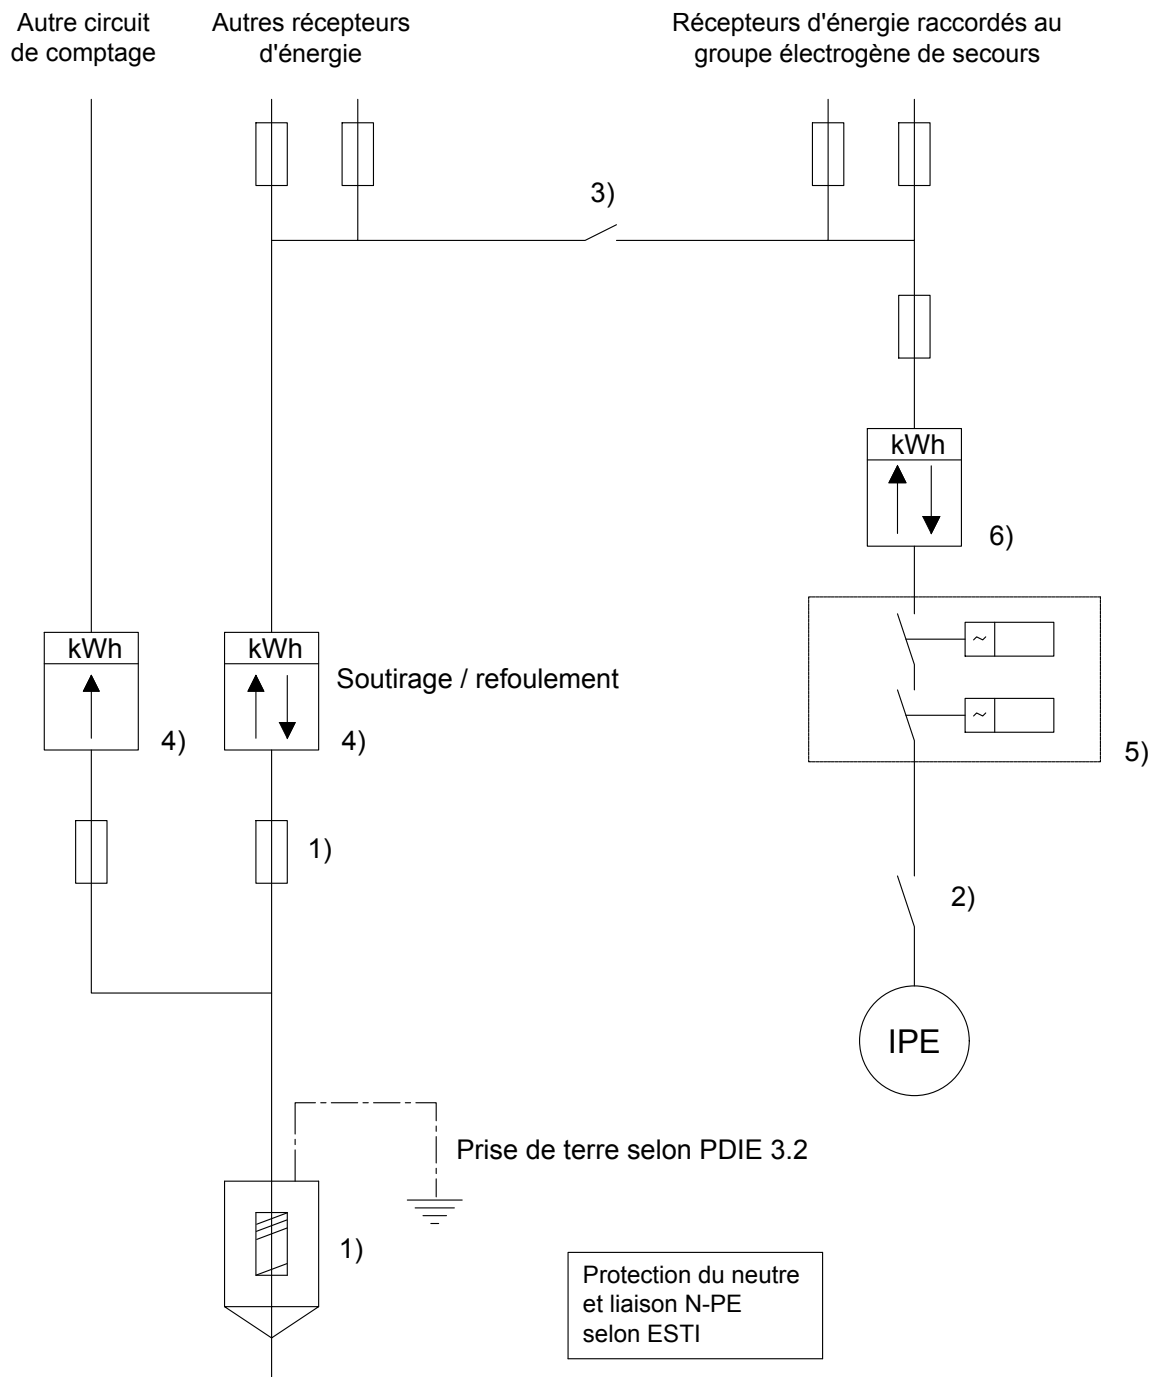 Autre circuit
de comptage
Autres récepteurs
d'énergie
Récepteurs d'énergie raccordés au
groupe électrogène de secours
3)
kWh
6)
kWh
kWh
Soutirage / refoulement
4)
4)
~
~
5)
1)
2)
IPE
Prise de terre selon PDIE 3.2
1)
Protection du neutre
et liaison N-PE
selon ESTI